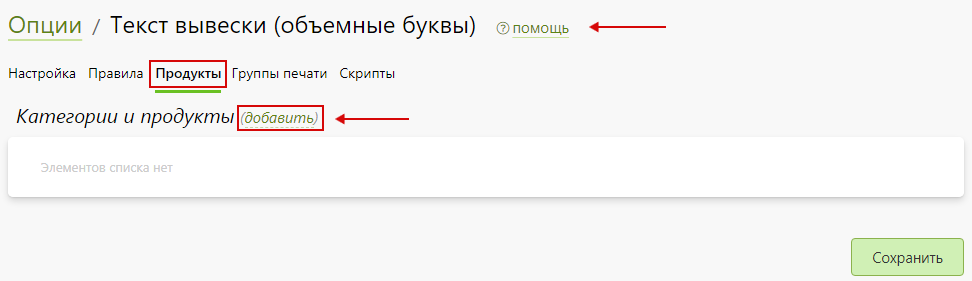 Опции / Текст вывески (объемные буквы) ? помощь
Настройка Правила Продукты Группы печати Скрипты
Категории и продукты (добавить)
Элементов списка нет
Сохранить